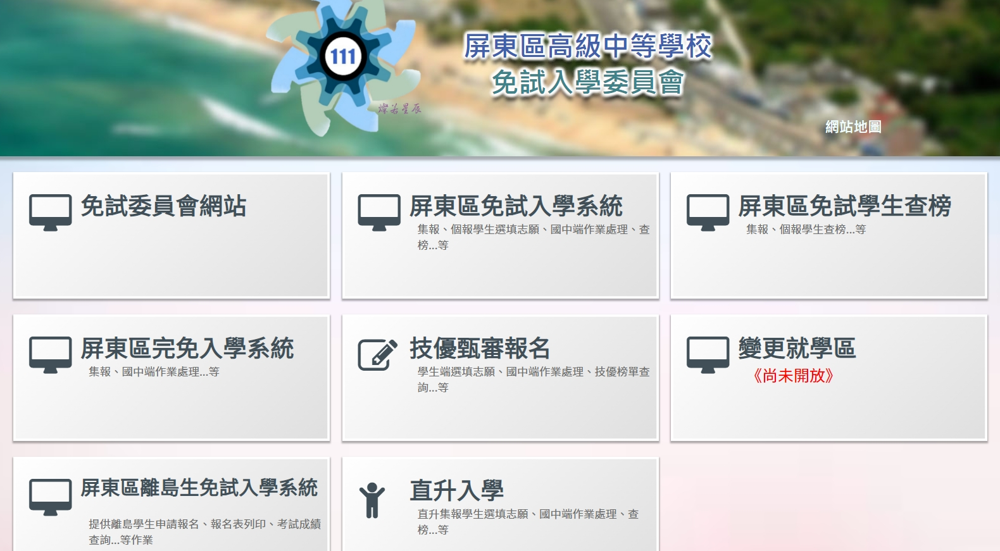 111
燦若星辰
屏東區高級中等學校
免試入學委員會
網站地圖
免試委員會網站
屏東區免試入學系統
集報、個報學生選填志願、國中端作業處理、查
榜...等
屏東區免試學生查榜
集報、個報學生查榜...等
屏東區完免入學系統
集報、國中端作業處理...等
技優甄審報名
學生端選填志願、國中端作業處理、技優榜單查
詢...等
變更就學區
《尚未開放》
屏東區離島生免試入學系統
提供離島學生申請報名、報名表列印、考試成績
查詢...等作業
直升入學
直升集報學生選填志願、國中端作業處理、查
榜...等